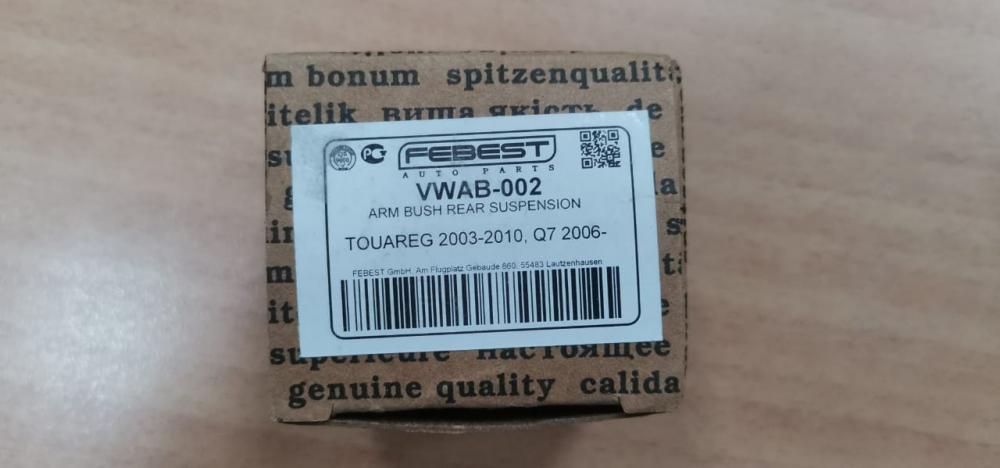 m bonum spitzenqualit
itelik вища якість de
FEBEST
AUTO PARTS
VWAB-002
ARM BUSH REAR SUSPENSION
TOUAREG 2003-2010, Q7 2006-
FEBEST GmbH, Am Flugplatz Gebaude 860, 55483 Lautzenhausen
superieure настоящее
genuine quality calida